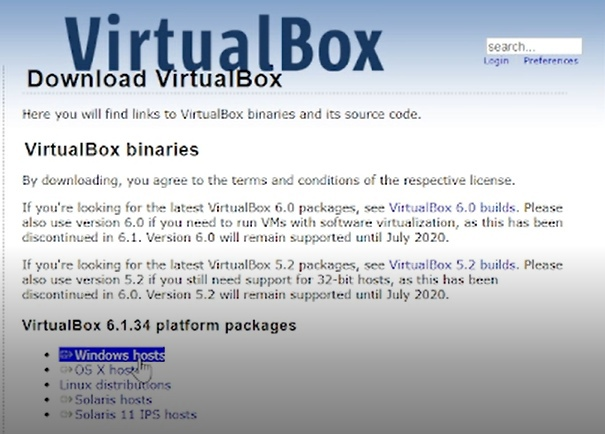 VirtualBox
search...
Login Preferences
Download VirtualBox
Here you will find links to VirtualBox binaries and its source code.
VirtualBox binaries
By downloading, you agree to the terms and conditions of the respective license.
If you're looking for the latest VirtualBox 6.0 packages, see VirtualBox 6.0 builds. Please
also use version 6.0 if you need to run VMs with software virtualization, as this has been
discontinued in 6.1. Version 6.0 will remain supported until July 2020.
If you're looking for the latest VirtualBox 5.2 packages, see VirtualBox 5.2 builds. Please
also use version 5.2 if you still need support for 32-bit hosts, as this has been
discontinued in 6.0. Version 5.2 will remain supported until July 2020.
VirtualBox 6.1.34 platform packages
Windows hosts
OS X hosts
Linux distributions
Solaris hosts
Solaris 11 IPS hosts